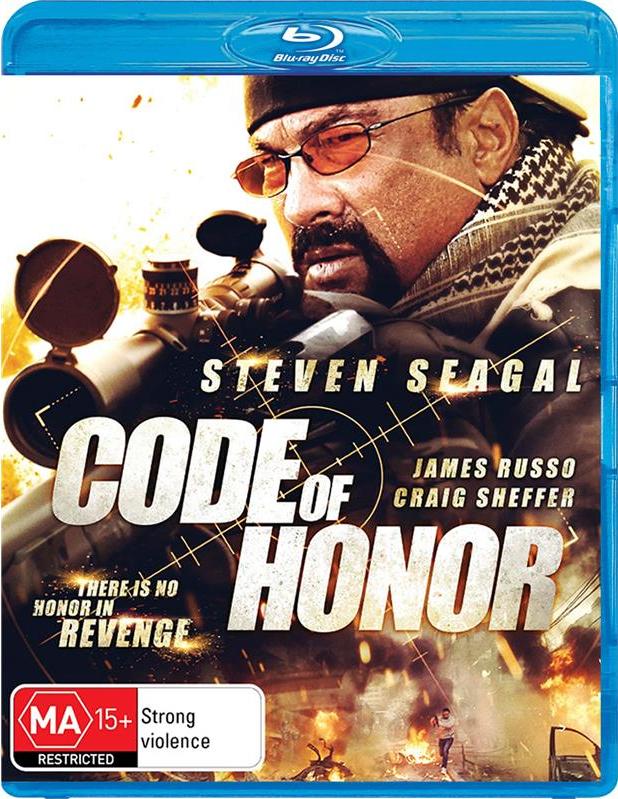 Blu-ray Disc
STEVEN SEAGAL
CODE OF
HONOR
JAMES RUSSO
CRAIG SHEFFER
THERE IS NO
HONOR IN
REVENGE
MA 15+
RESTRICTED
Strong
violence